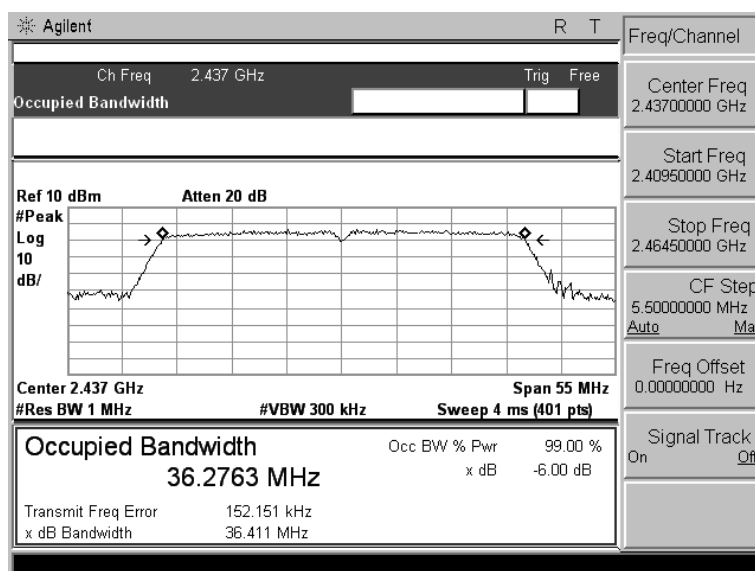 Agilent R T
Ch Freq 2.437 GHz Trig Free
Occupied Bandwidth
Ref 10 dBm Atten 20 dB
#Peak
Log
10
dB/
Center 2.437 GHz Span 55 MHz
#Res BW 1 MHz #VBW 300 kHz Sweep 4 ms (401 pts)
Occupied Bandwidth Occ BW % Pwr 99.00 %
36.2763 MHz x dB -6.00 dB
Transmit Freq Error 152.151 kHz
x dB Bandwidth 36.411 MHz
Freq/Channel
Center Freq
2.43700000 GHz
Start Freq
2.40950000 GHz
Stop Freq
2.46450000 GHz
CF Step
5.50000000 MHz
Auto Ma
Freq Offset
0.00000000 Hz
Signal Track
On Off